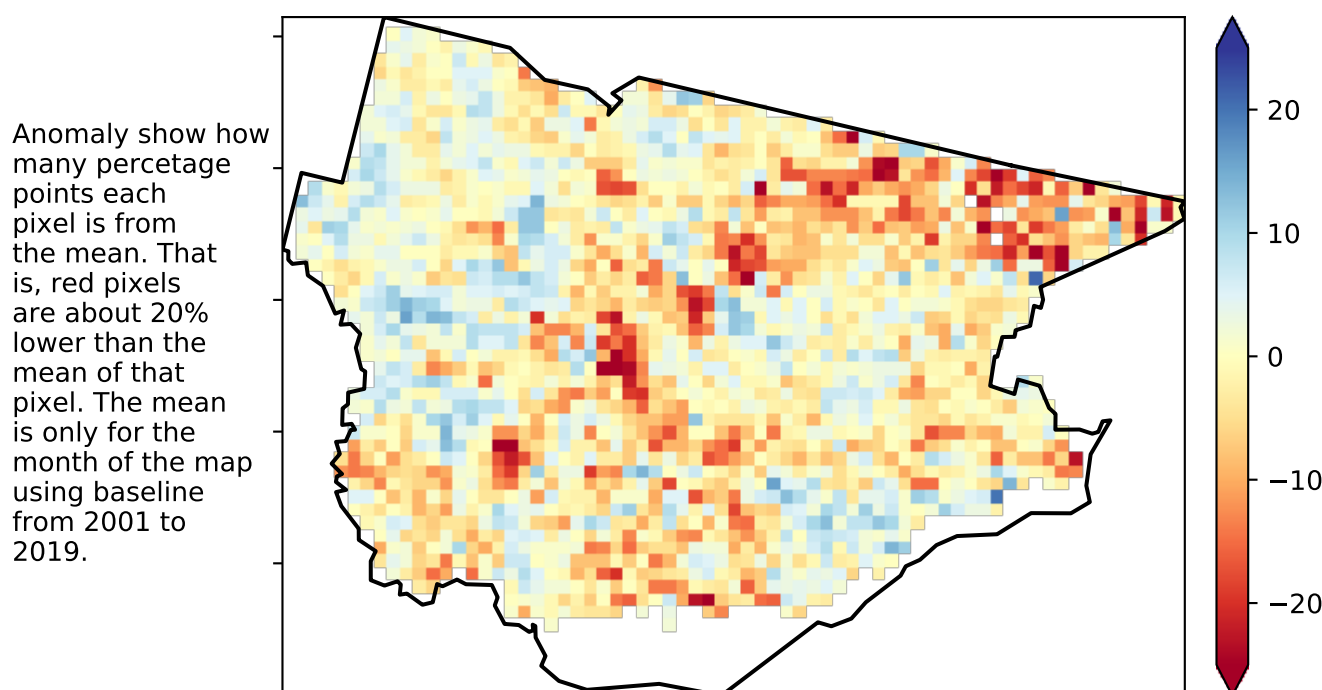 Anomaly show how
many percetage
points each
pixel is from
the mean. That
is, red pixels
are about 20%
lower than the
mean of that
pixel. The mean
is only for the
month of the map
using baseline
from 2001 to
2019.
20
10
0
−10
−20